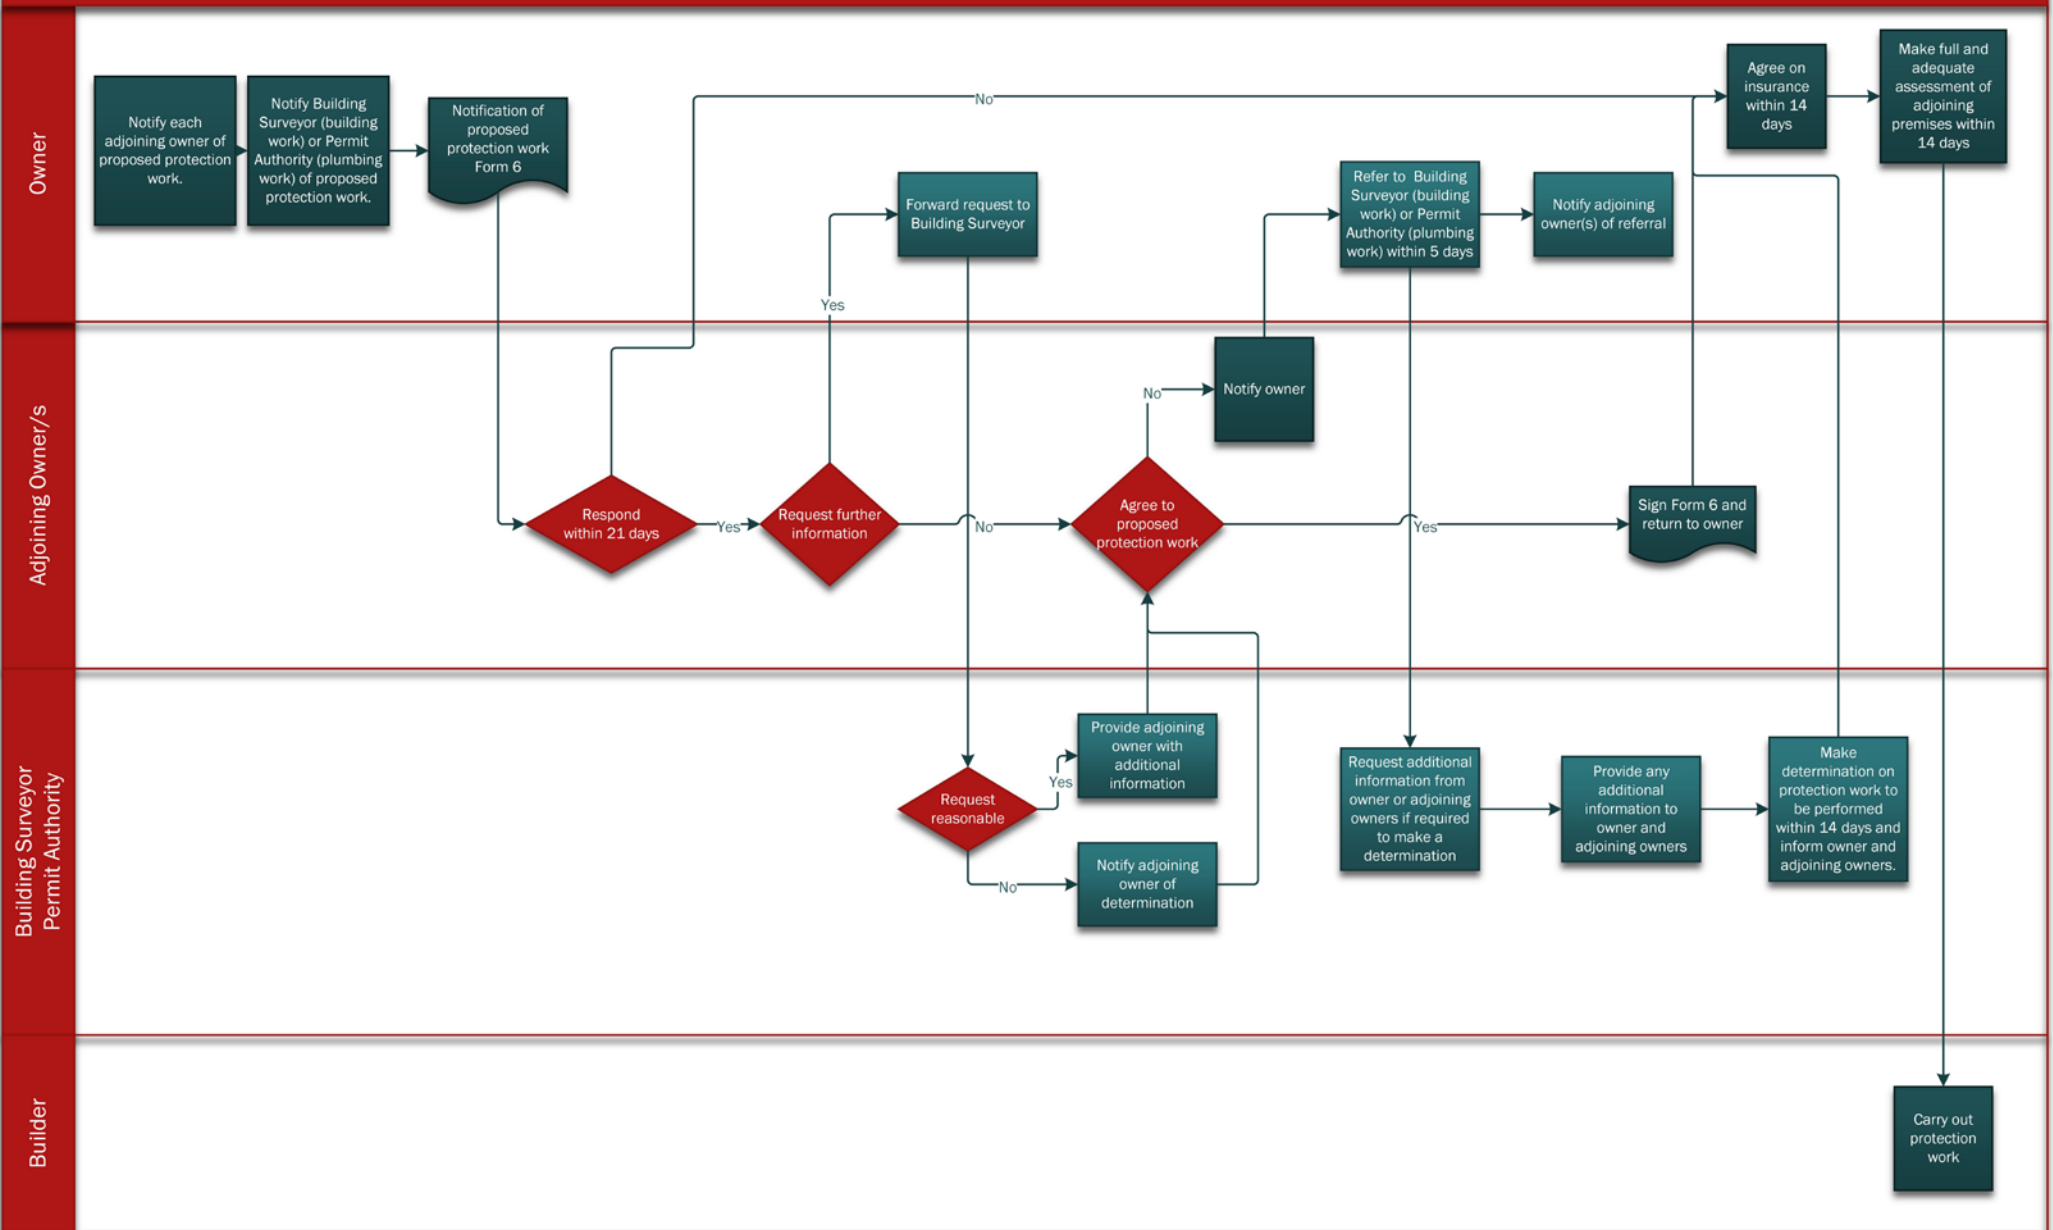 Owner
Notify each
adjoining owner of
proposed protection
work.
Notify Building
Surveyor (building
work) or Permit
Authority (plumbing
work) of proposed
protection work.
Notification of
proposed
protection work
Form 6
No
Agree on
insurance
within 14
days
Make full and
adequate
assessment of
adjoining
premises within
14 days
Forward request to
Building Surveyor
Refer to Building
Surveyor (building
work) or Permit
Authority (plumbing
work) within 5 days
Notify adjoining
owner(s) of referral
Yes
Adjoining Owner/s
Respond
within 21 days
Yes
Request further
information
No
Agree to
proposed
protection work
No
Notify owner
Yes
Sign Form 6 and
return to owner
Building Surveyor
Permit Authority
Request
reasonable
Yes
Provide adjoining
owner with
additional
information
No
Notify adjoining
owner of
determination
Request additional
information from
owner or adjoining
owners if required
to make a
determination
Provide any
additional
information to
owner and
adjoining owners
Make
determination on
protection work to
be performed
within 14 days and
inform owner and
adjoining owners.
Builder
Carry out
protection
work